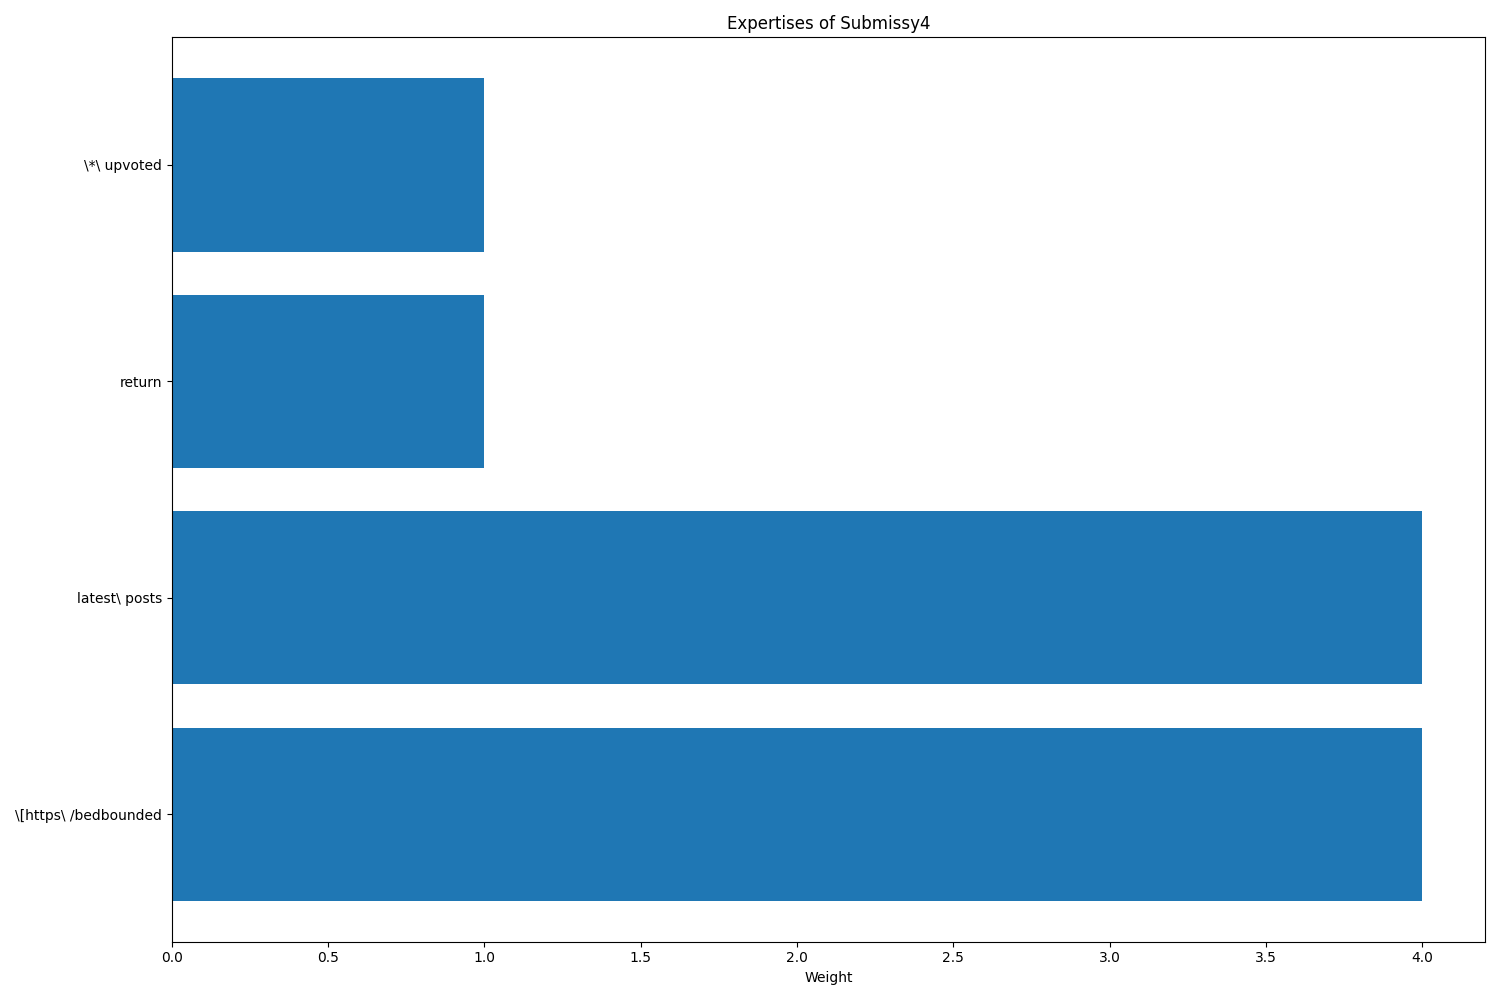 Expertises of Submissy4
\*\ upvoted
return
latest\ posts
\[https\ /bedbounded
0.0 0.5 1.0 1.5 2.0 2.5 3.0 3.5 4.0
Weight